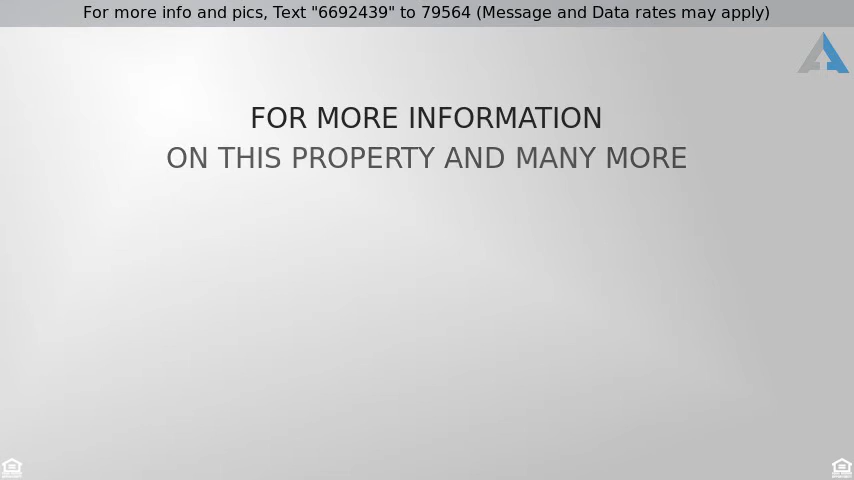 For more info and pics, Text "6692439" to 79564 (Message and Data rates may apply)
FOR MORE INFORMATION
ON THIS PROPERTY AND MANY MORE